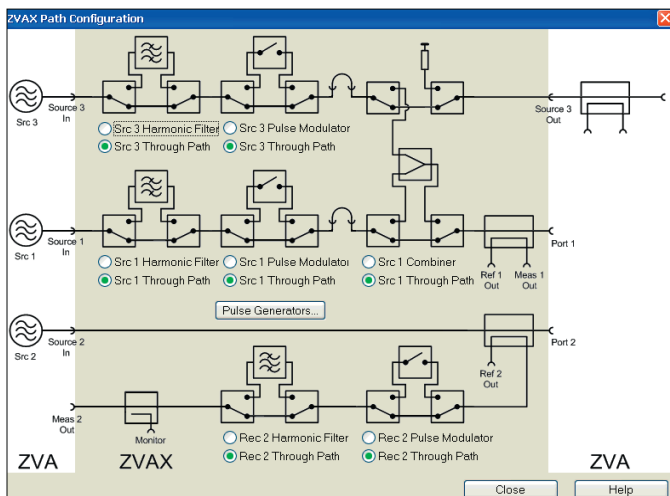 ZVAX Path Configuration
Src 3
Source 3
In
Src 3 Harmonic Filter
Src 3 Pulse Modulator
Src 3 Through Path
Src 3 Through Path
Source 3
Out
Src 1
Source 1
In
Src 1 Harmonic Filter
Src 1 Pulse Modulator
Src 1 Combiner
Src 1 Through Path
Src 1 Through Path
Src 1 Through Path
Ref 1
Out
Meas 1
Out
Port 1
Pulse Generators...
Src 2
Source 2
In
Port 2
Ref 2
Out
Meas 2
Out
Monitor
Rec 2 Harmonic Filter
Rec 2 Pulse Modulator
Rec 2 Through Path
Rec 2 Through Path
ZVA
ZVAX
ZVA
Close
Help